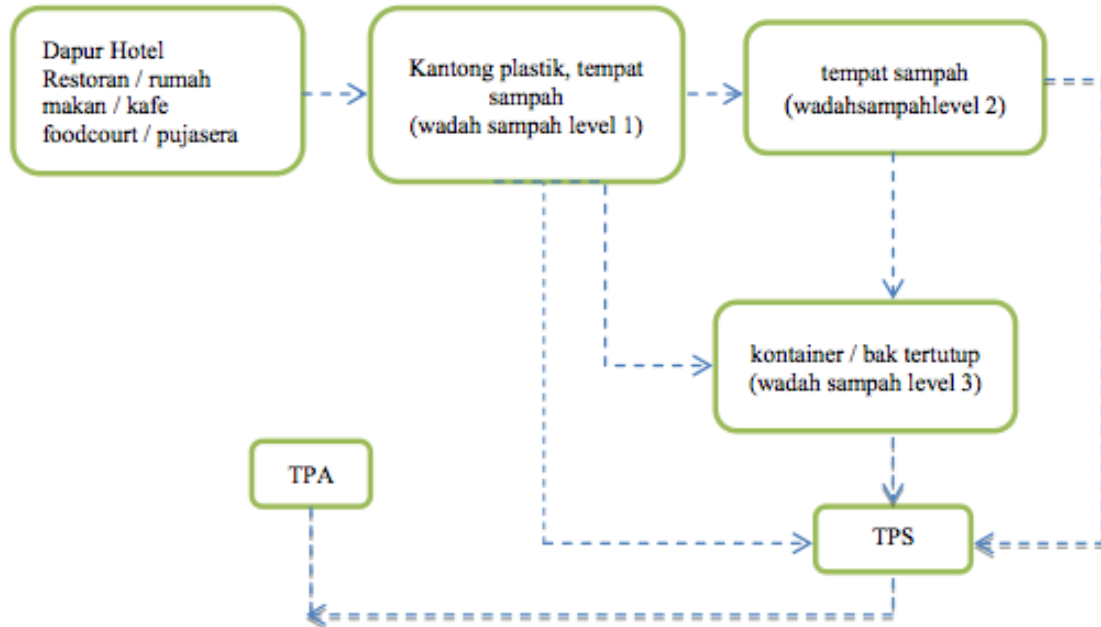 Dapur Hotel
Restoran / rumah
makan / kafe
foodcourt / pujasera
Kantong plastik, tempat
sampah
(wadah sampah level 1)
tempat sampah
(wadahsampahlevel 2)
kontainer / bak tertutup
(wadah sampah level 3)
TPA
TPS